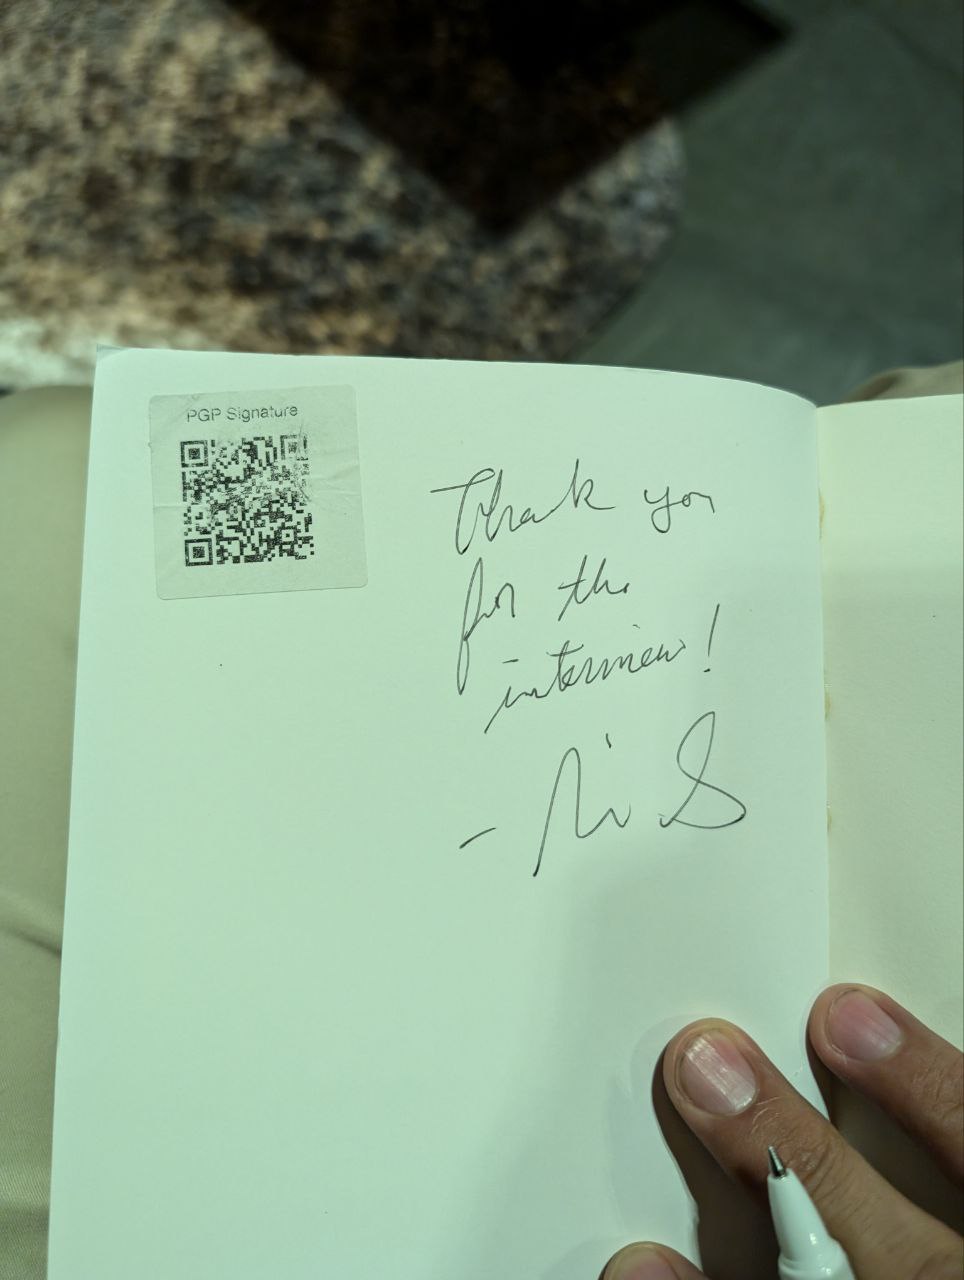 PGP Signature
Thank you
for the
interview!